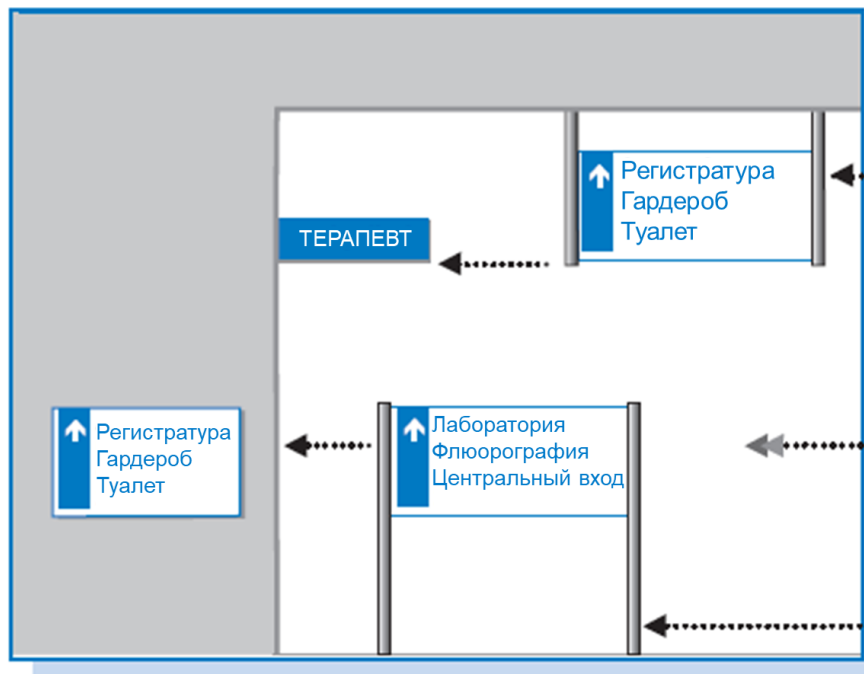 Регистратура
Гардероб
Туалет
ТЕРАПЕВТ
Регистратура
Гардероб
Туалет
Лаборатория
Флюорография
Центральный вход